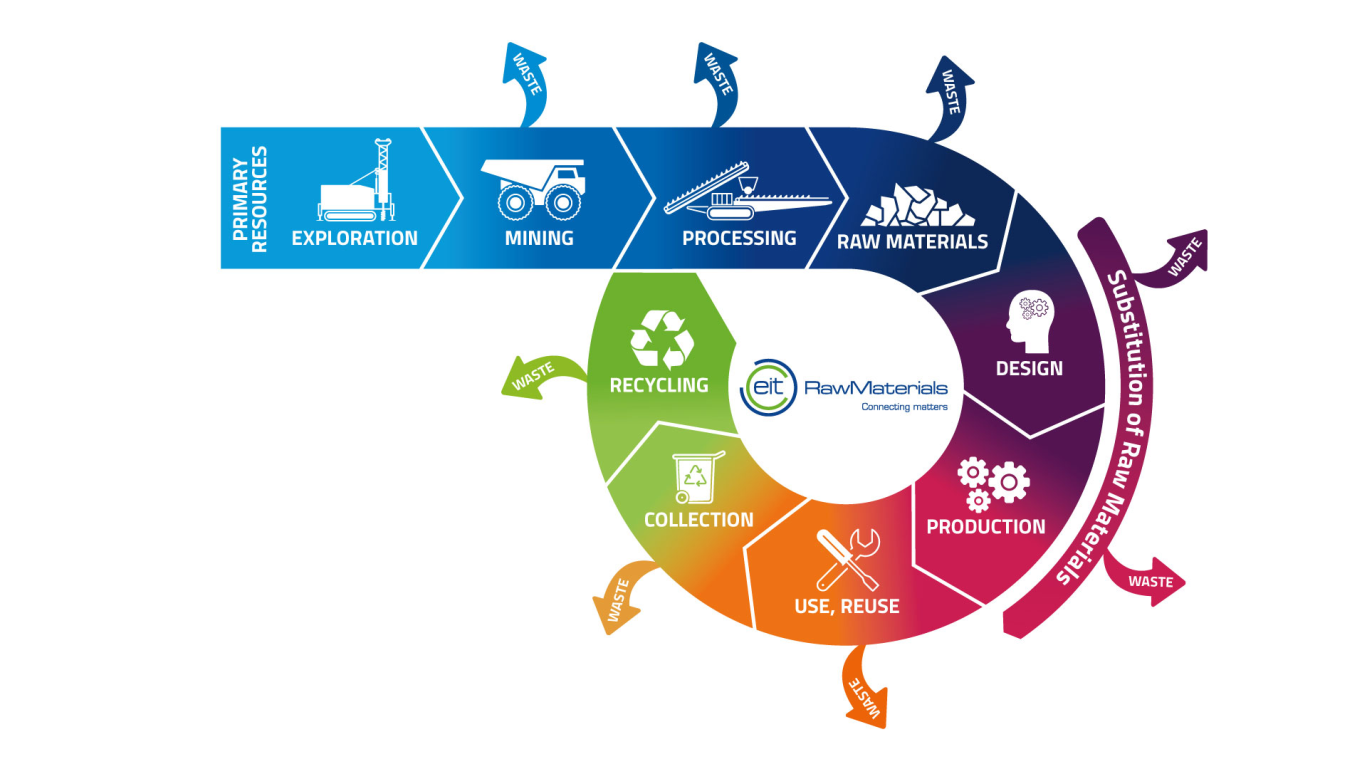 WASTE
WASTE
WASTE
PRIMARY
RESOURCES
EXPLORATION
MINING
PROCESSING
RAW MATERIALS
WASTE
Substitution of Raw Materials
DESIGN
RECYCLING
WASTE
eit RawMaterials
Connecting matters
PRODUCTION
WASTE
COLLECTION
USE, REUSE
WASTE
WASTE